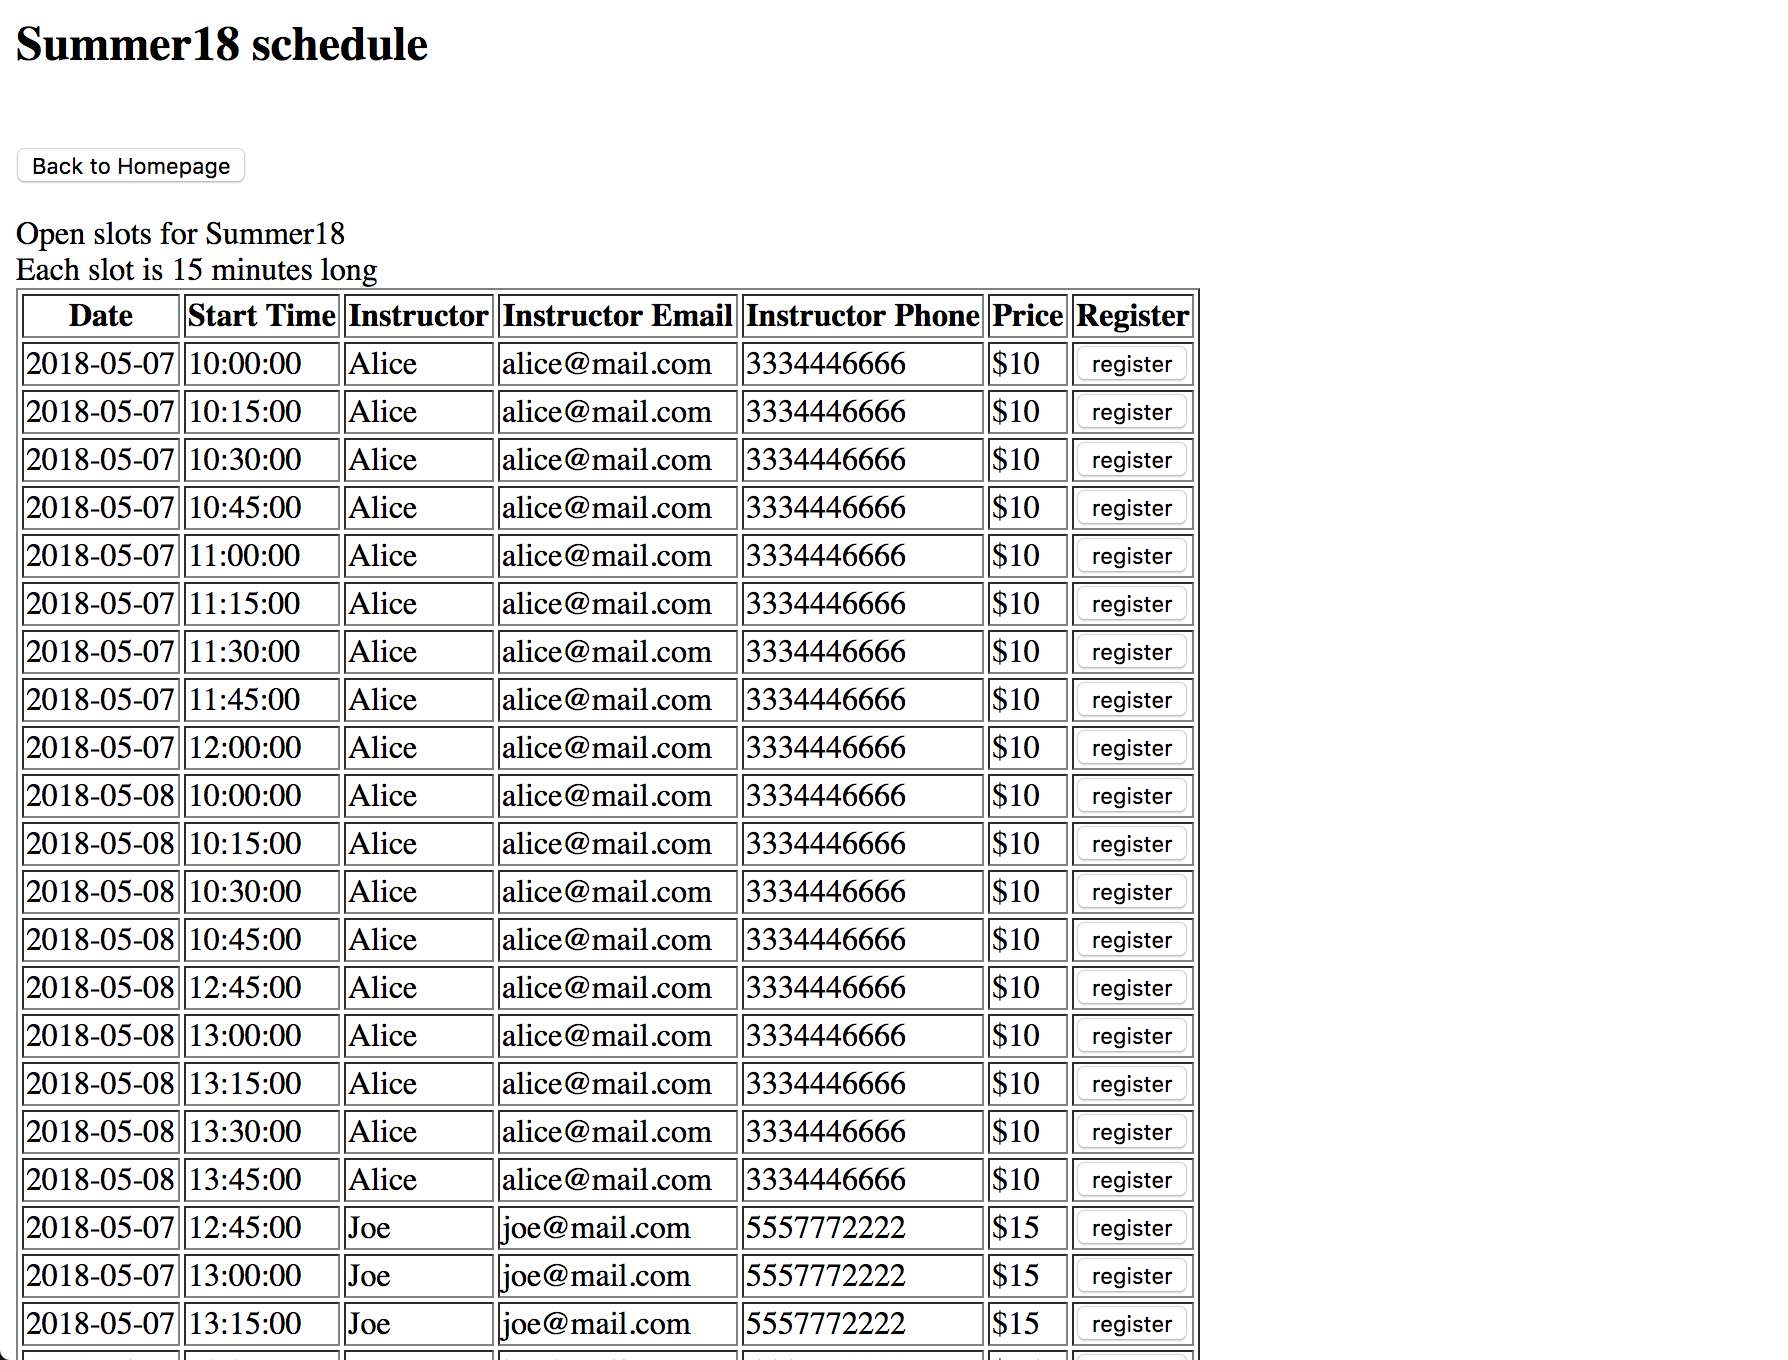 Summer18 schedule
Back to Homepage
Open slots for Summer18
Each slot is 15 minutes long
Date Start Time Instructor Instructor Email Instructor Phone Price Register
2018-05-07 10:00:00 Alice alice@mail.com 3334446666 $10 register
2018-05-07 10:15:00 Alice alice@mail.com 3334446666 $10 register
2018-05-07 10:30:00 Alice alice@mail.com 3334446666 $10 register
2018-05-07 10:45:00 Alice alice@mail.com 3334446666 $10 register
2018-05-07 11:00:00 Alice alice@mail.com 3334446666 $10 register
2018-05-07 11:15:00 Alice alice@mail.com 3334446666 $10 register
2018-05-07 11:30:00 Alice alice@mail.com 3334446666 $10 register
2018-05-07 11:45:00 Alice alice@mail.com 3334446666 $10 register
2018-05-07 12:00:00 Alice alice@mail.com 3334446666 $10 register
2018-05-08 10:00:00 Alice alice@mail.com 3334446666 $10 register
2018-05-08 10:15:00 Alice alice@mail.com 3334446666 $10 register
2018-05-08 10:30:00 Alice alice@mail.com 3334446666 $10 register
2018-05-08 10:45:00 Alice alice@mail.com 3334446666 $10 register
2018-05-08 12:45:00 Alice alice@mail.com 3334446666 $10 register
2018-05-08 13:00:00 Alice alice@mail.com 3334446666 $10 register
2018-05-08 13:15:00 Alice alice@mail.com 3334446666 $10 register
2018-05-08 13:30:00 Alice alice@mail.com 3334446666 $10 register
2018-05-08 13:45:00 Alice alice@mail.com 3334446666 $10 register
2018-05-07 12:45:00 Joe joe@mail.com 5557772222 $15 register
2018-05-07 13:00:00 Joe joe@mail.com 5557772222 $15 register
2018-05-07 13:15:00 Joe joe@mail.com 5557772222 $15 register